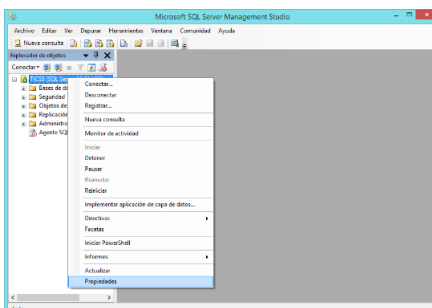 Microsoft SQL Server Management Studio
Archivo Editar Ver Depurar Herramientas Ventana Comunidad Ayuda
Nueva consulta
Explorador de objetos
Conectar
TICS3 (SQL Ser
Bases de da
Seguridad
Objetos de
Replicación
Administra
Agente SQL
Conectar...
Desconectar
Registrar...
Nueva consulta
Monitor de actividad
Iniciar
Detener
Pausar
Reanudar
Reiniciar
Implementar aplicación de capa de datos...
Directivas
Facetas
Iniciar PowerShell
Informes
Actualizar
Propiedades